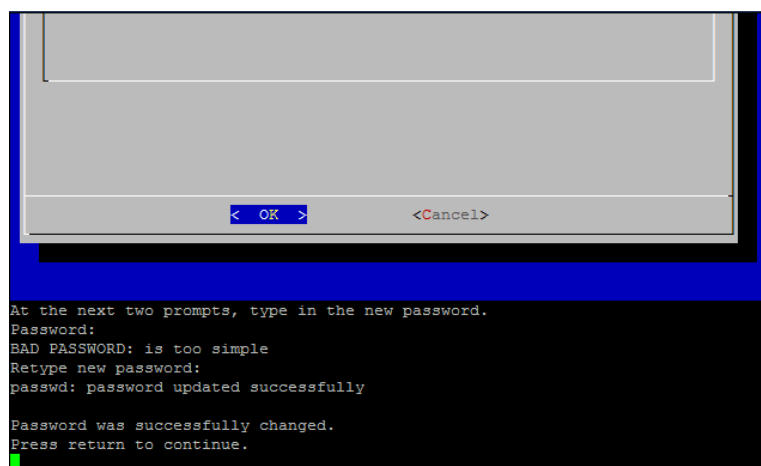 < OK > <Cancel>
At the next two prompts, type in the new password.
Password:
BAD PASSWORD: is too simple
Retype new password:
passwd: password updated successfully
Password was successfully changed.
Press return to continue.